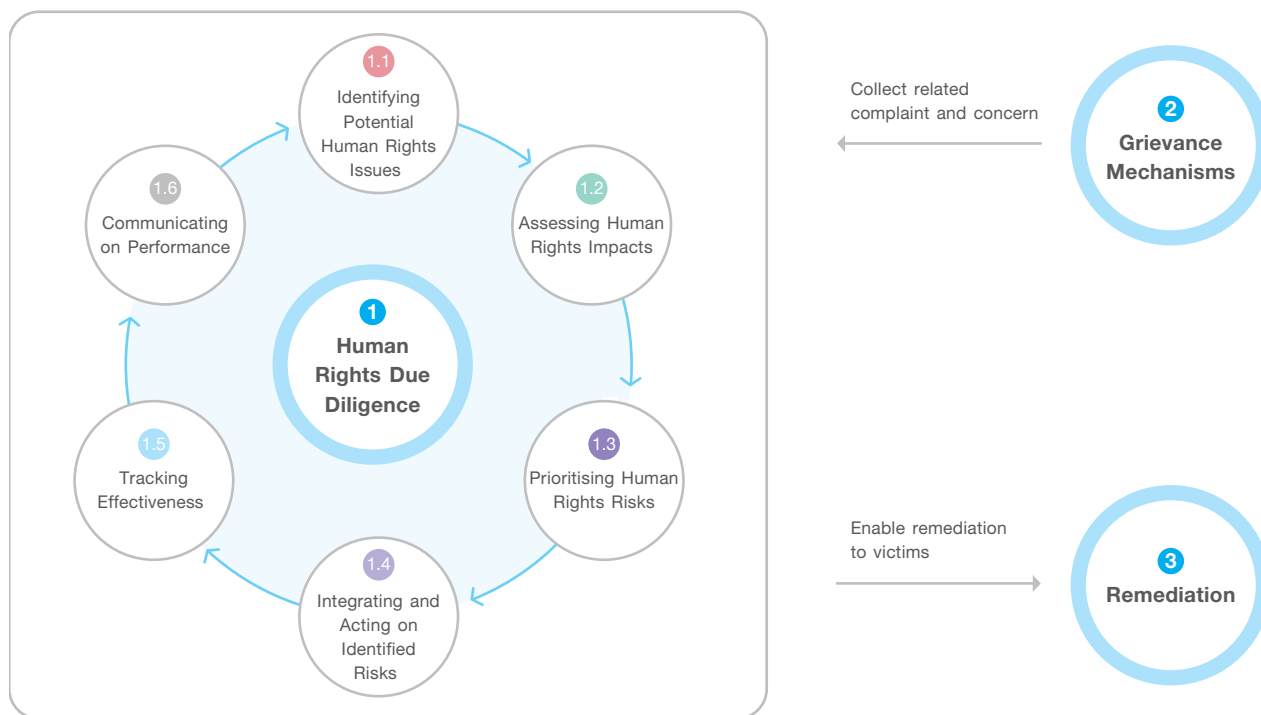 1.1
Identifying
Potential
Human Rights
Issues
1.2
Assessing Human
Rights Impacts
1.3
Prioritising Human
Rights Risks
1.4
Integrating and
Acting on
Identified
Risks
1.5
Tracking
Effectiveness
1.6
Communicating
on Performance
1
Human
Rights Due
Diligence
Collect related
complaint and concern
2
Grievance
Mechanisms
Enable remediation
to victims
3
Remediation